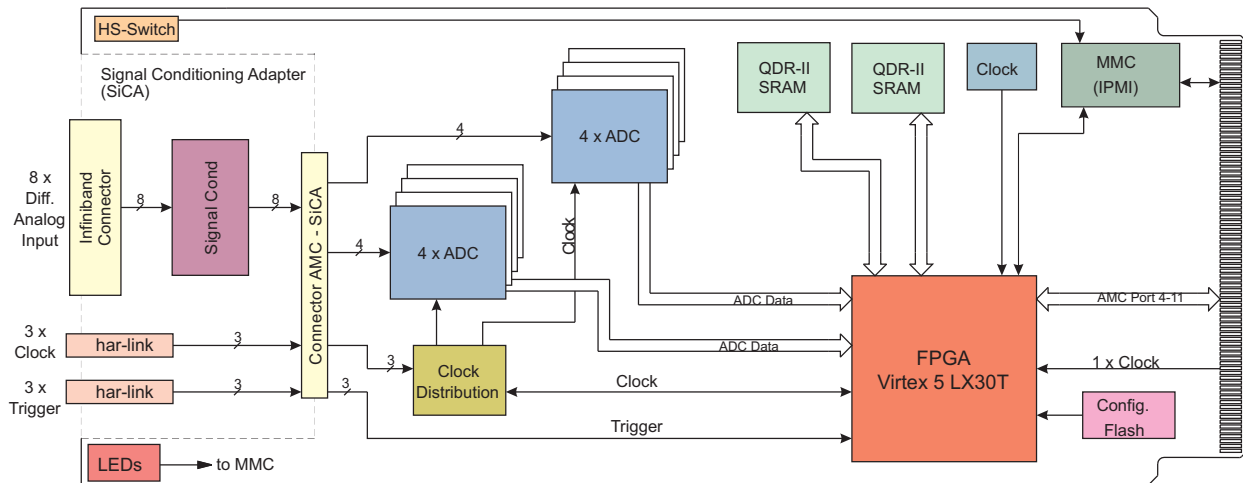 HS-Switch
Signal Conditioning Adapter
(SiCA)
8 x
Diff.
Analog
Input
Infiniband
Connector
8
Signal Cond
8
Connector AMC - SiCA
4
4 x ADC
4
4 x ADC
Clock
QDR-II
SRAM
QDR-II
SRAM
Clock
MMC
(IPMI)
ADC Data
ADC Data
AMC Port 4-11
3 x
Clock
har-link
3
3
Clock
Distribution
Clock
FPGA
Virtex 5 LX30T
1 x Clock
3 x
Trigger
har-link
3
3
Trigger
Config.
Flash
LEDs
to MMC